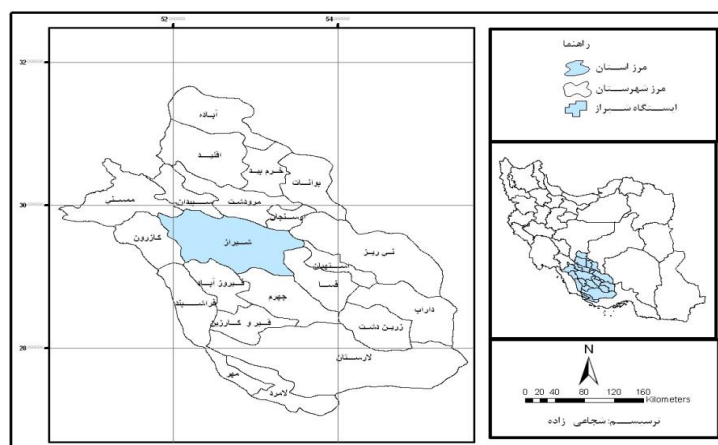 52 54
32
آباده
اقلید
خرم بید
بوانات
30
ممسنی
سپیدان
مرودشت
ارسنجان
کازرون
شیراز
نی ریز
استهبان
فیروز آباد
جهرم
فسا
فراشبند
داراب
قیر و کارزین
زرین دشت
28
لارستان
مهر
لامرد
راهنما
مرز استان
مرز شهرستان
ایستگاه شیراز
N
0 20 40 80 120 160
Kilometers
ترسیم: شجاعی زاده